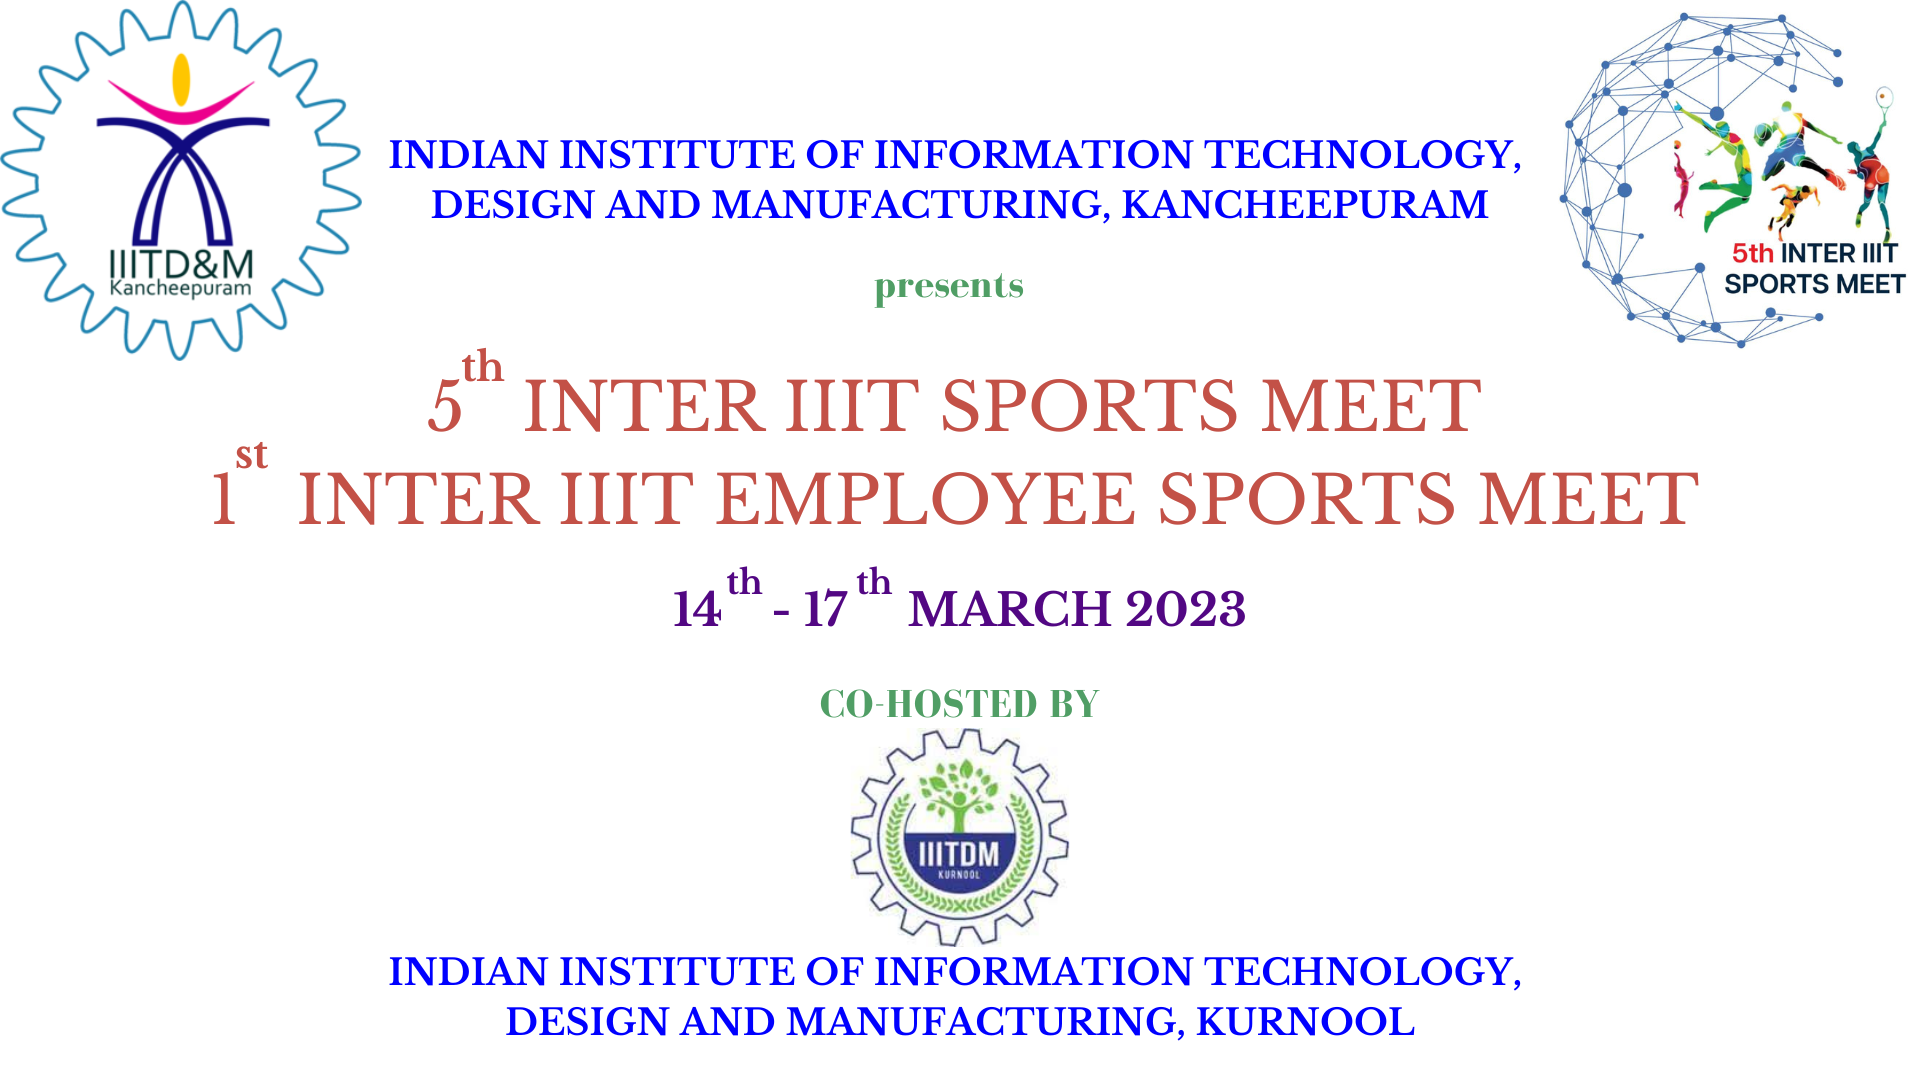 IIITD&M
Kancheepuram
INDIAN INSTITUTE OF INFORMATION TECHNOLOGY,
DESIGN AND MANUFACTURING, KANCHEEPURAM
5th INTER IIIT
SPORTS MEET
presents
5th INTER IIIT SPORTS MEET
1st INTER IIIT EMPLOYEE SPORTS MEET
14th - 17th MARCH 2023
CO-HOSTED BY
IIITDM
KURNOOL
INDIAN INSTITUTE OF INFORMATION TECHNOLOGY,
DESIGN AND MANUFACTURING, KURNOOL